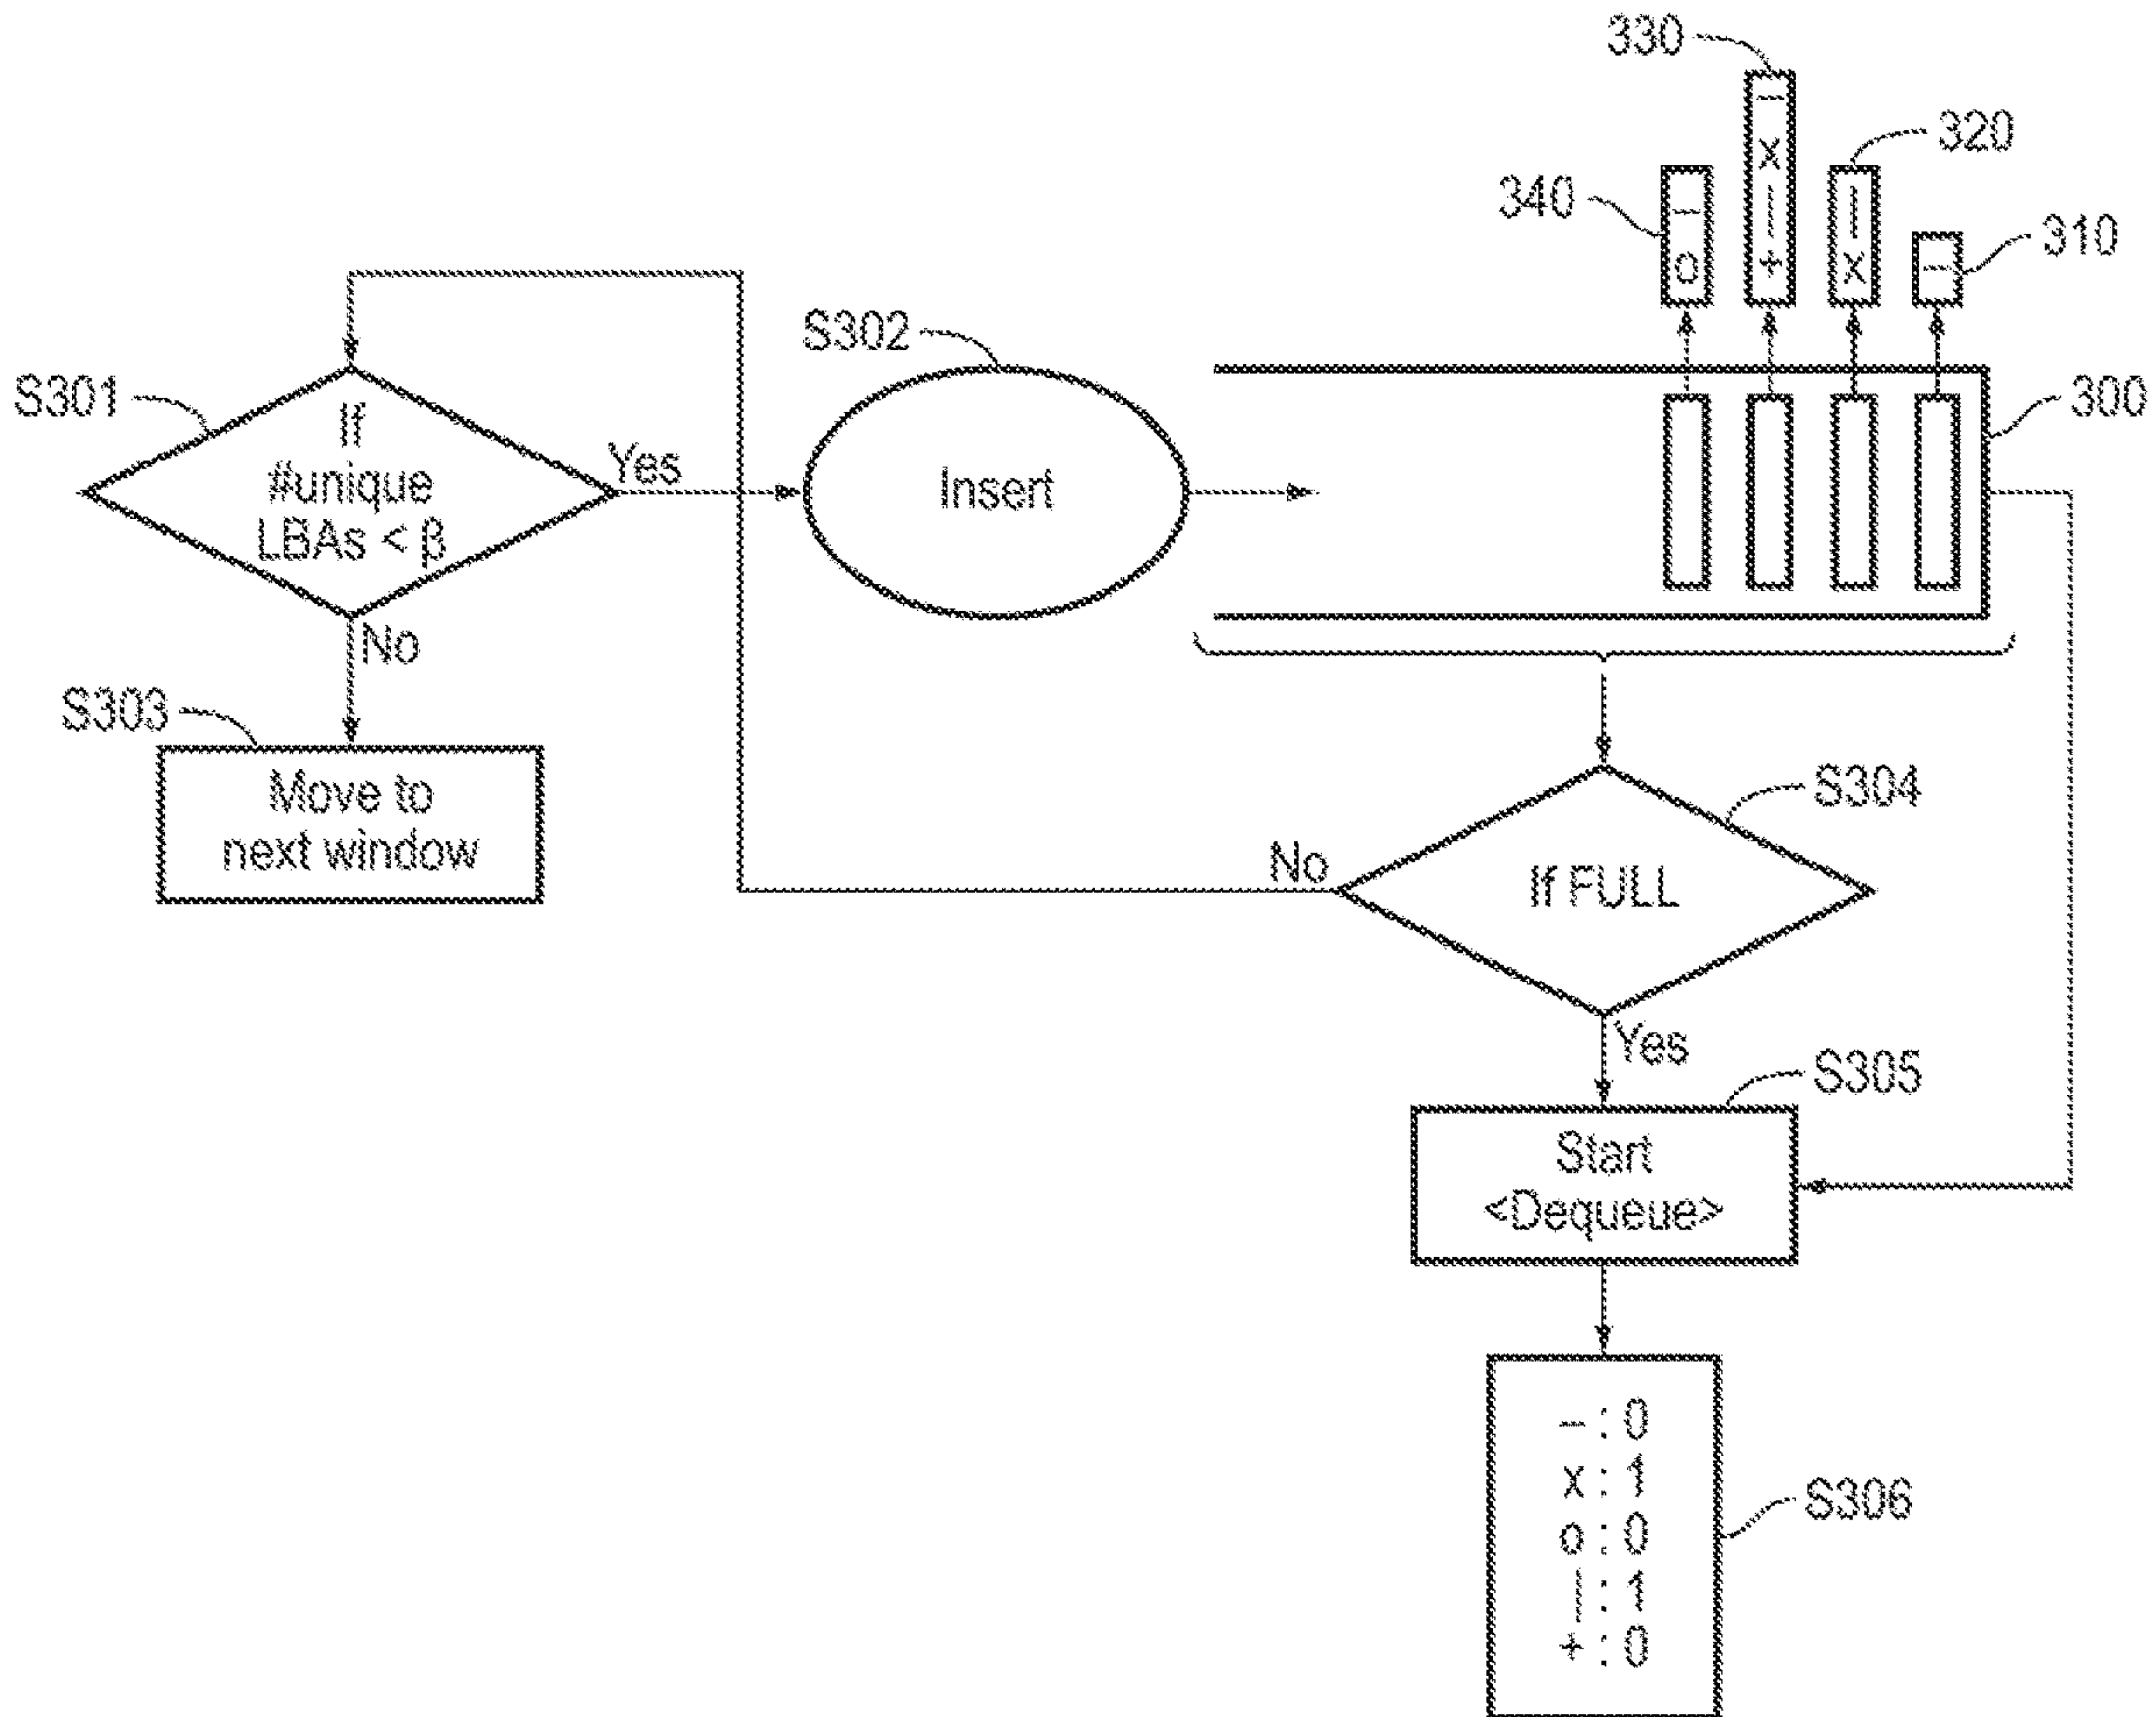 330
320
340
–
x
|
+
|
x
–
o
–
310
S302
S301
If
#unique
LBAs < β
Yes
Insert
300
No
S303
Move to
next window
S304
No
If FULL
Yes
S305
Start
<Dequeue>
– : 0
x : 1
o : 0
| : 1
+ : 0
S306